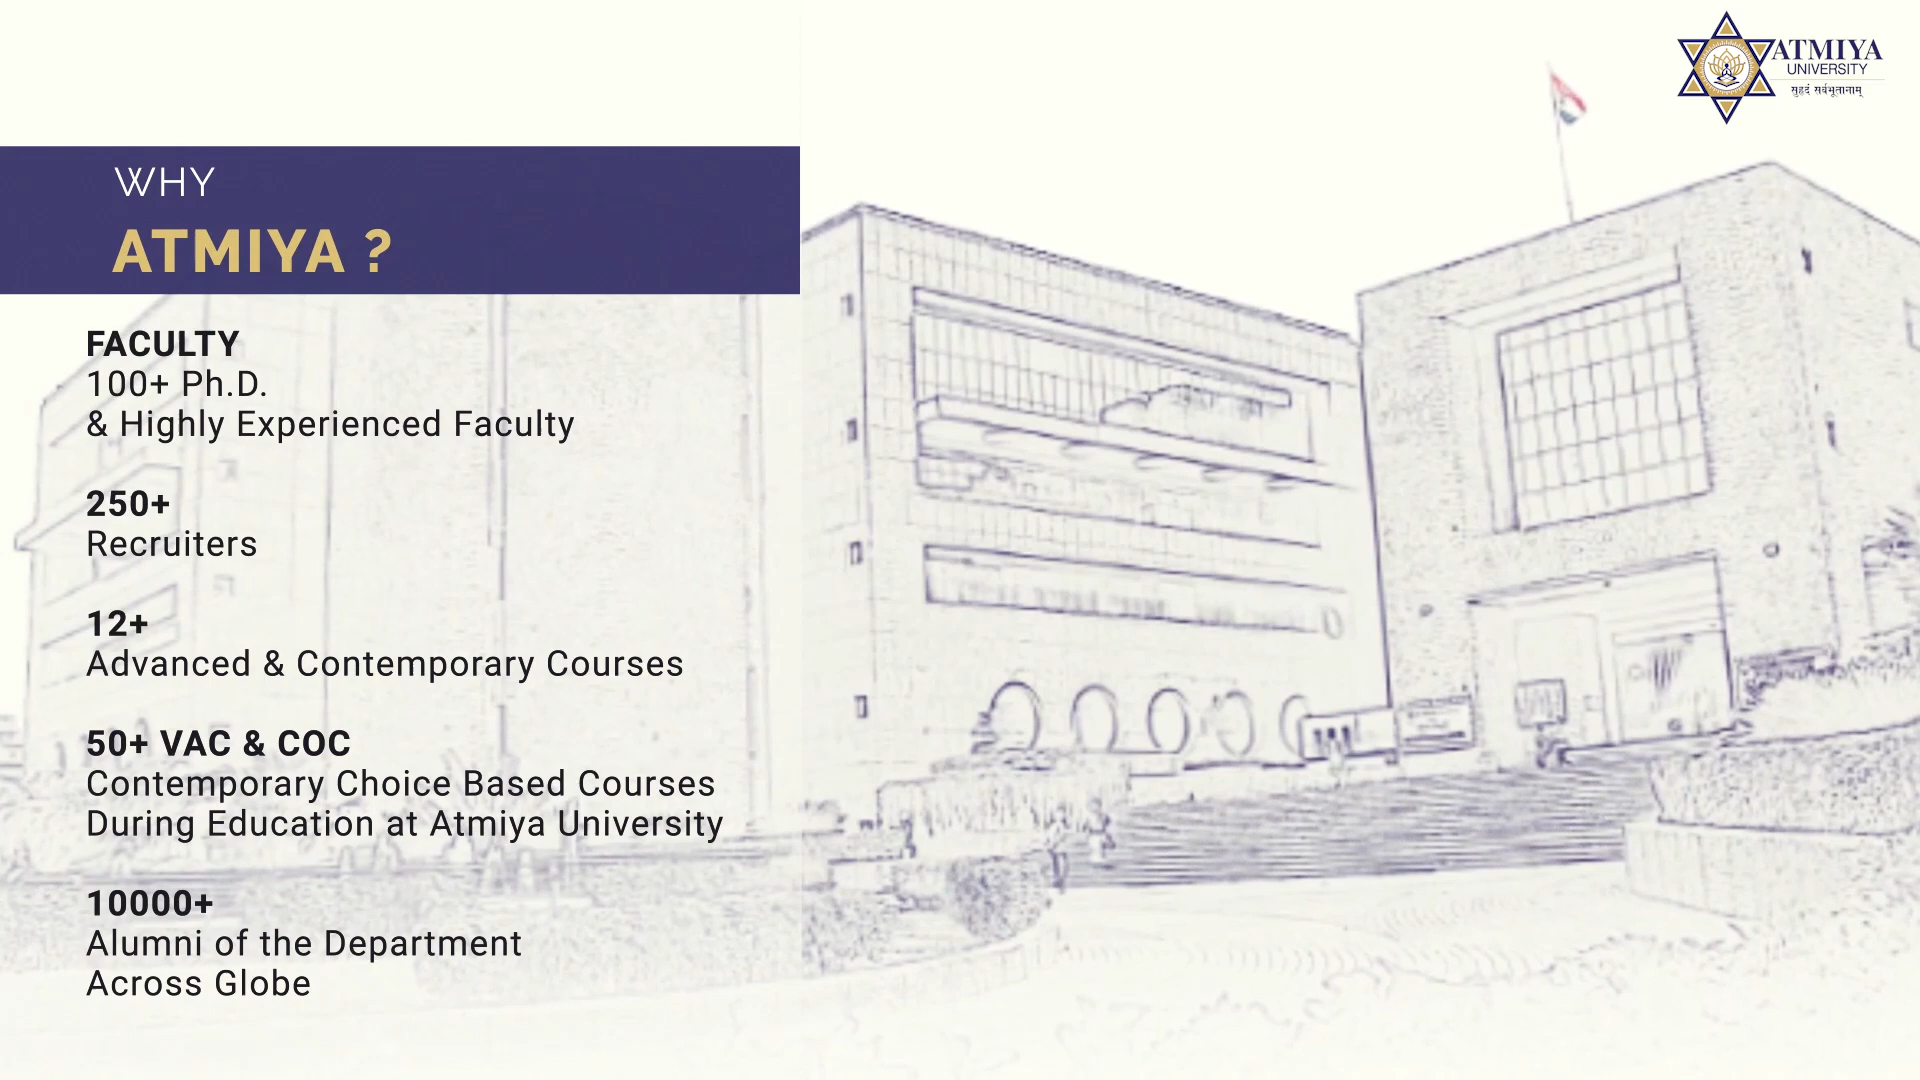 ATMIYA
UNIVERSITY
सुहृदं सर्वभूतानाम्
WHY
ATMIYA ?
FACULTY
100+ Ph.D.
& Highly Experienced Faculty
250+
Recruiters
12+
Advanced & Contemporary Courses
50+ VAC & COC
Contemporary Choice Based Courses
During Education at Atmiya University
10000+
Alumni of the Department
Across Globe